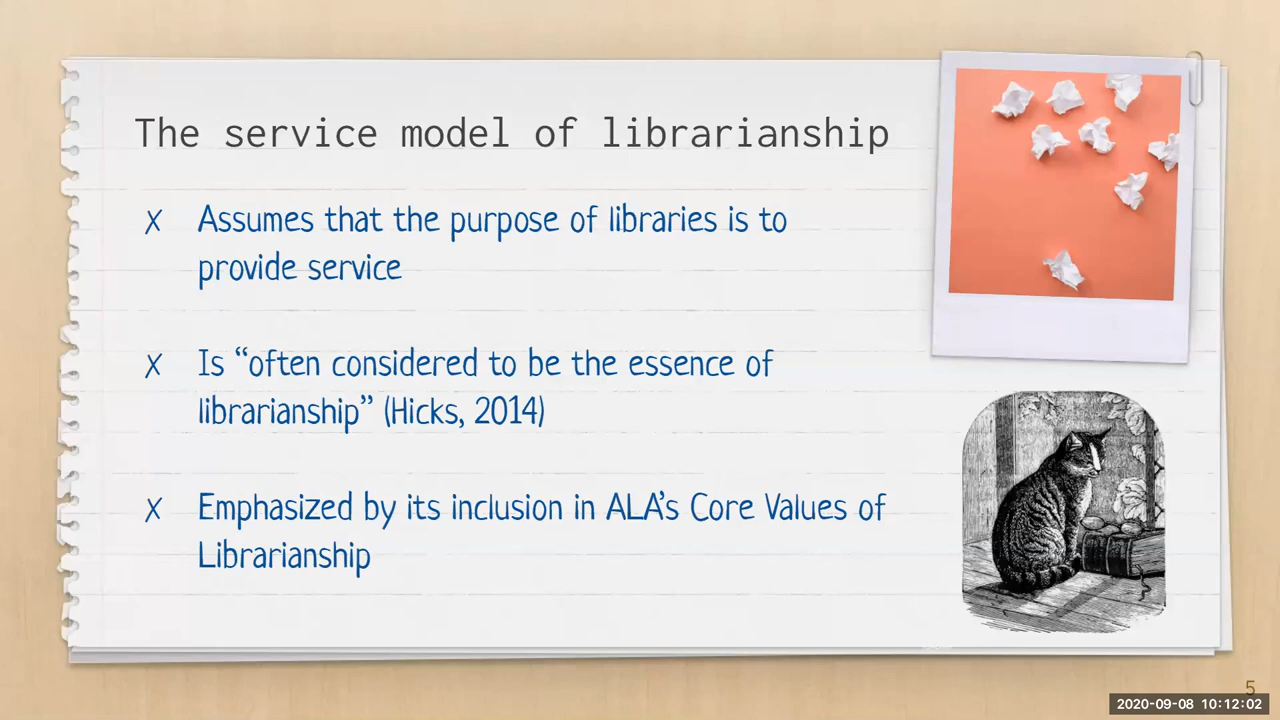 The service model of librarianship
X Assumes that the purpose of libraries is to
provide service
X Is “often considered to be the essence of
librarianship” (Hicks, 2014)
X Emphasized by its inclusion in ALA’s Core Values of
Librarianship
5
2020-09-08 10:12:02